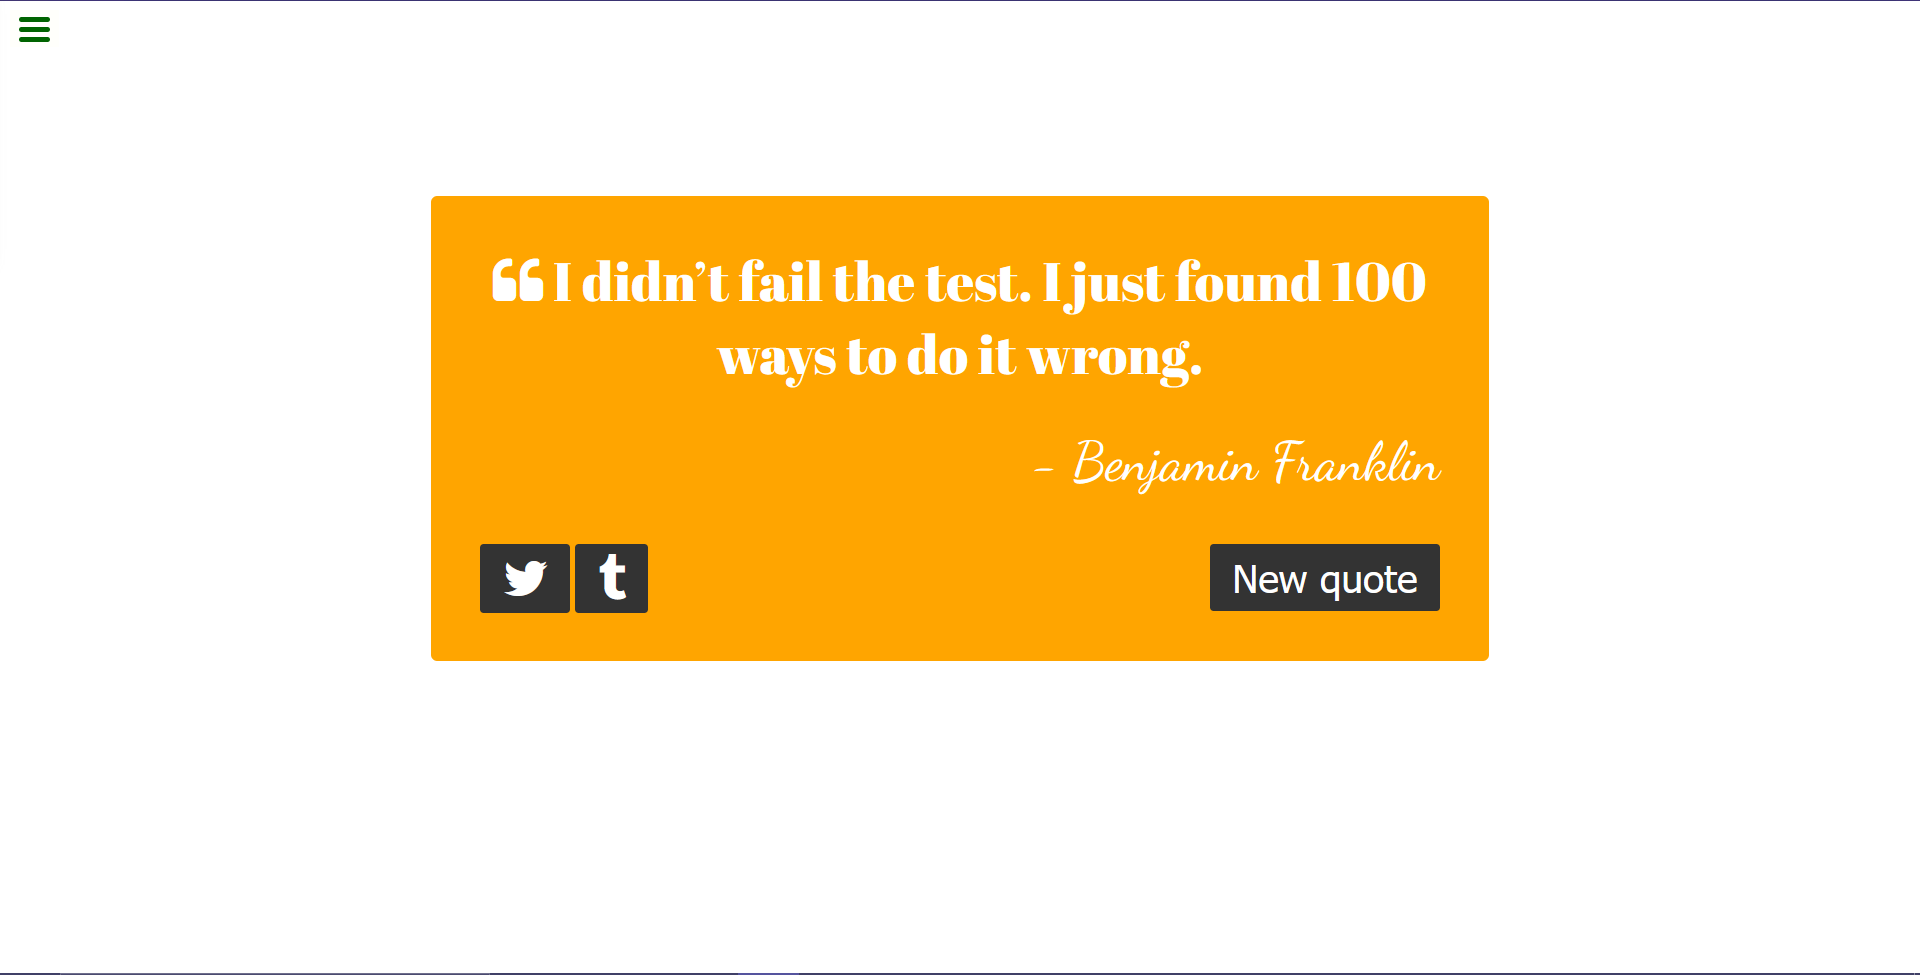 “ I didn’t fail the test. I just found 100
ways to do it wrong.
- Benjamin Franklin
New quote